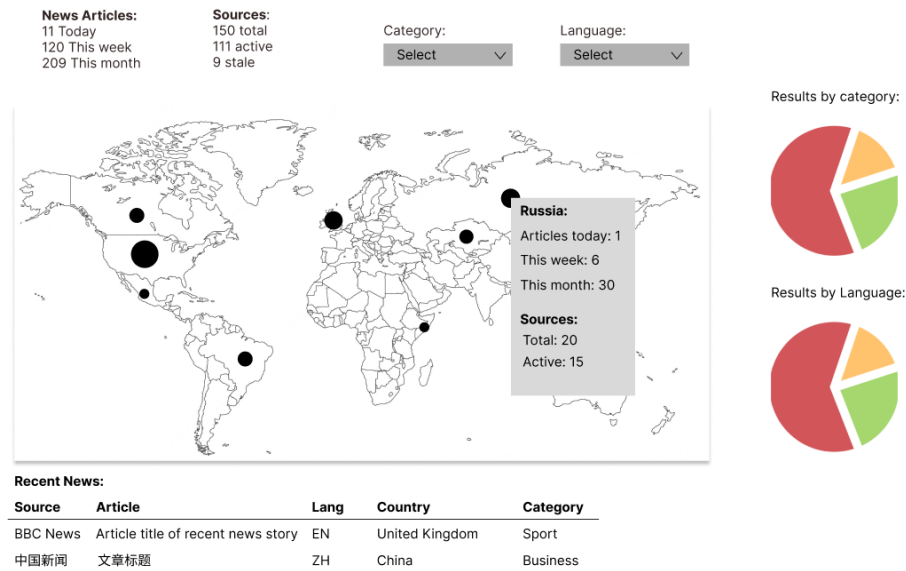 News Articles:
11 Today
120 This week
209 This month
Sources:
150 total
111 active
9 stale
Category:
Select
Language:
Select
Results by category:
Russia:
Articles today: 1
This week: 6
This month: 30
Sources:
Total: 20
Active: 15
Results by Language:
Recent News:
Source Article Lang Country Category
BBC News Article title of recent news story EN United Kingdom Sport
中国新闻 文章标题 ZH China Business